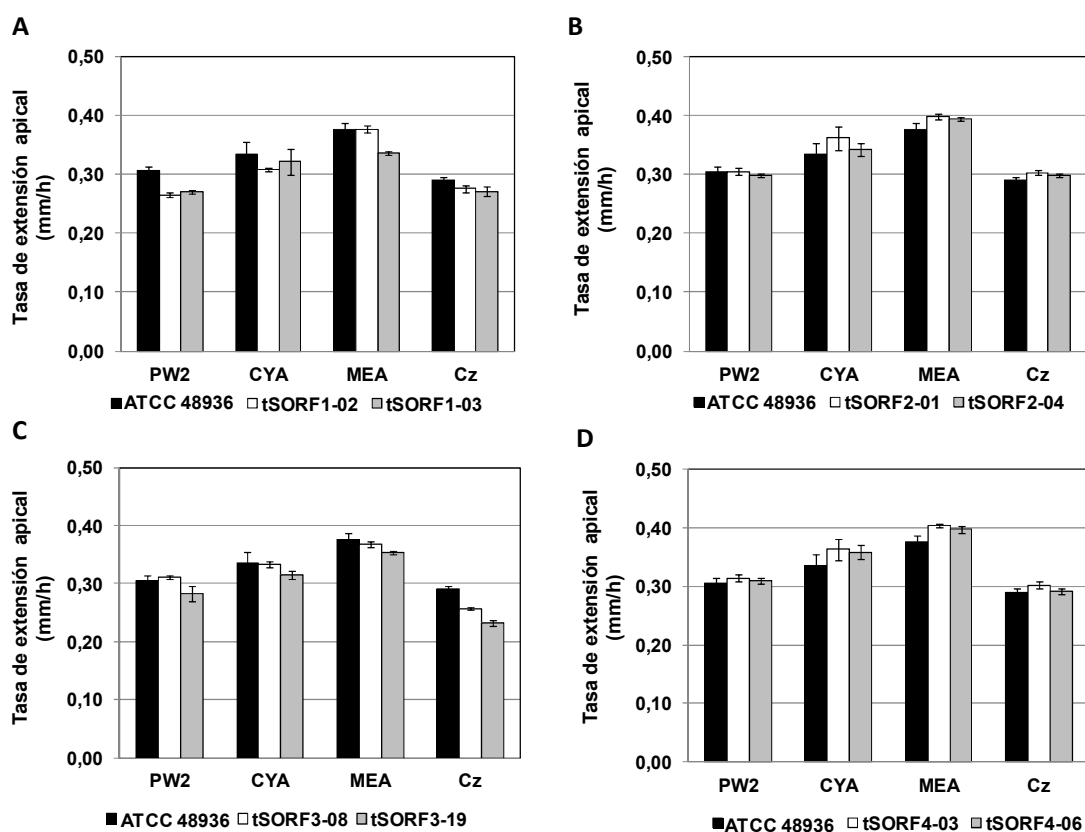 A
Tasa de extensión apical
(mm/h)
0,50
0,40
0,30
0,20
0,10
0,00
PW2 CYA MEA Cz
ATCC 48936 tSORF1-02 tSORF1-03
B
Tasa de extensión apical
(mm/h)
0,50
0,40
0,30
0,20
0,10
0,00
PW2 CYA MEA Cz
ATCC 48936 tSORF2-01 tSORF2-04
C
Tasa de extensión apical
(mm/h)
0,50
0,40
0,30
0,20
0,10
0,00
PW2 CYA MEA Cz
ATCC 48936 tSORF3-08 tSORF3-19
D
Tasa de extensión apical
(mm/h)
0,50
0,40
0,30
0,20
0,10
0,00
PW2 CYA MEA Cz
ATCC 48936 tSORF4-03 tSORF4-06